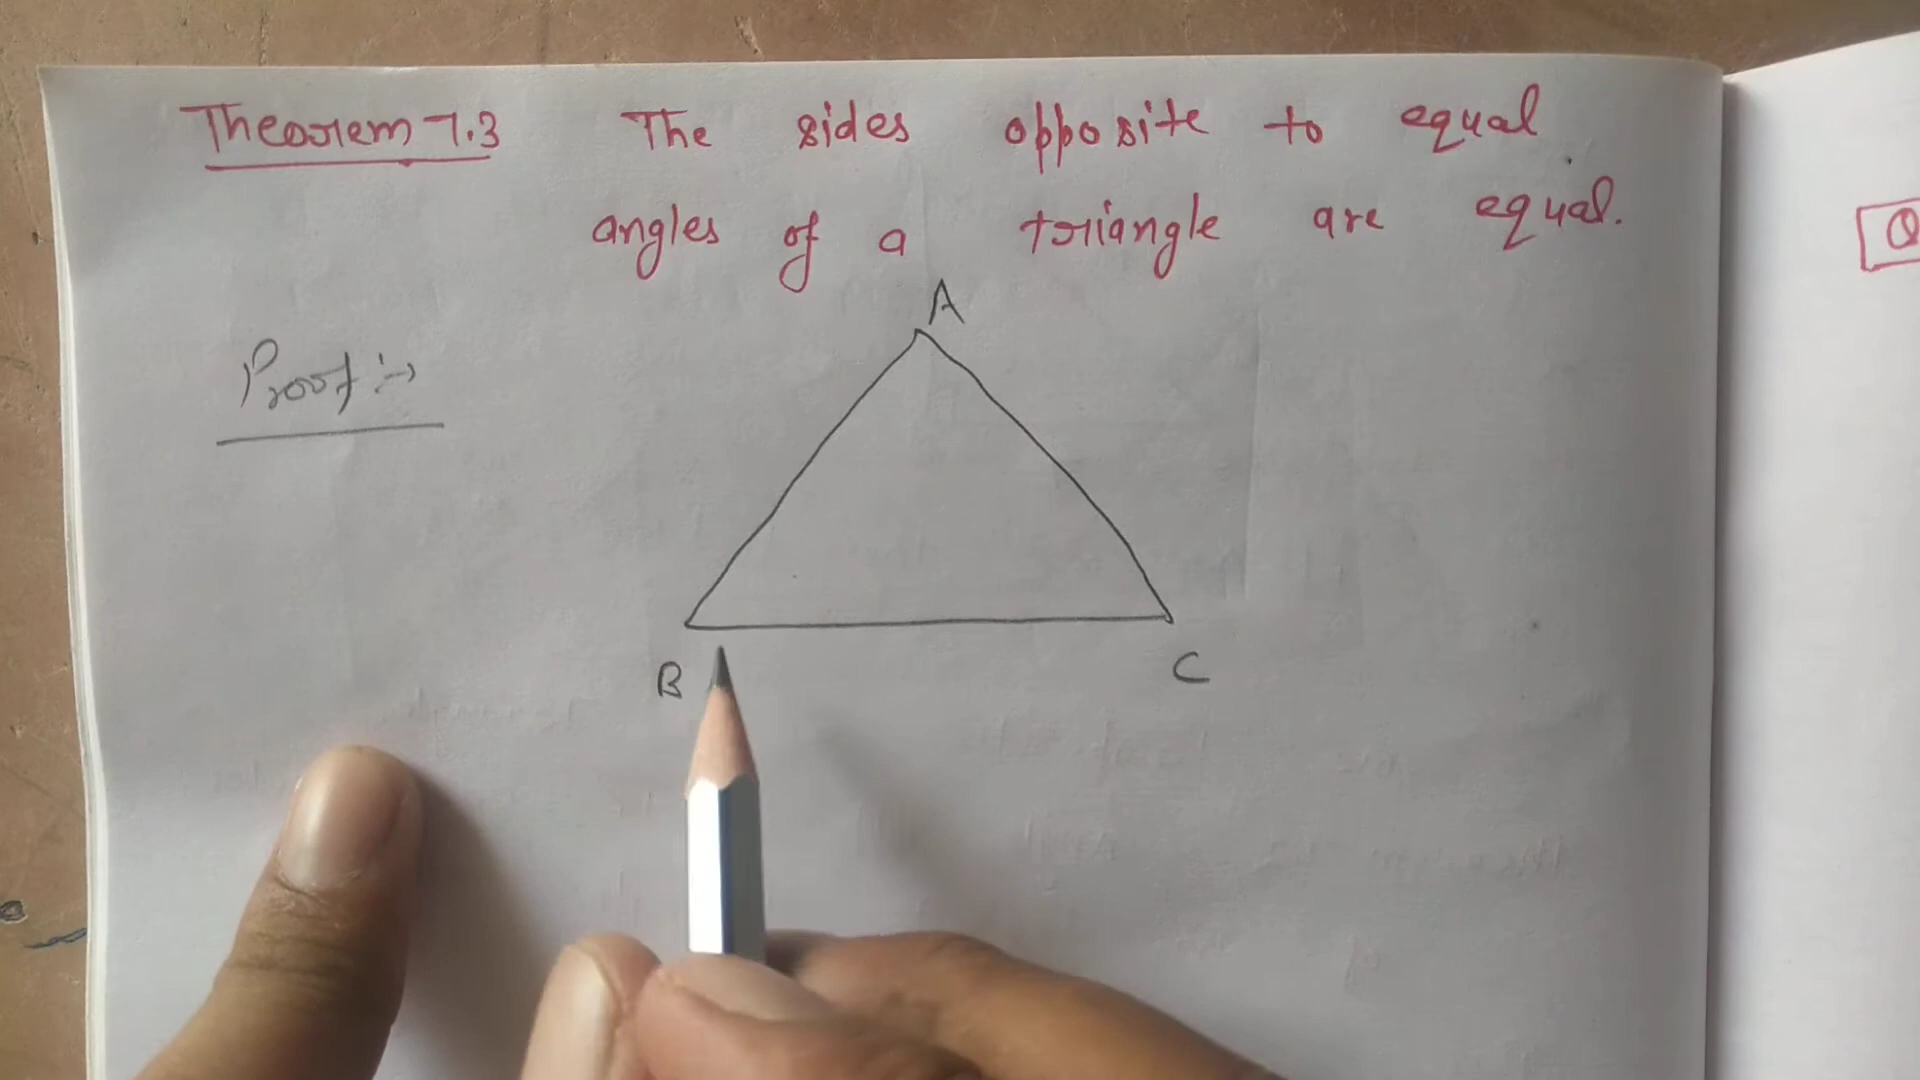 Theorem 7.3 The sides opposite to equal
angles of a triangle are equal.
Q
Proof :→
A
B
C